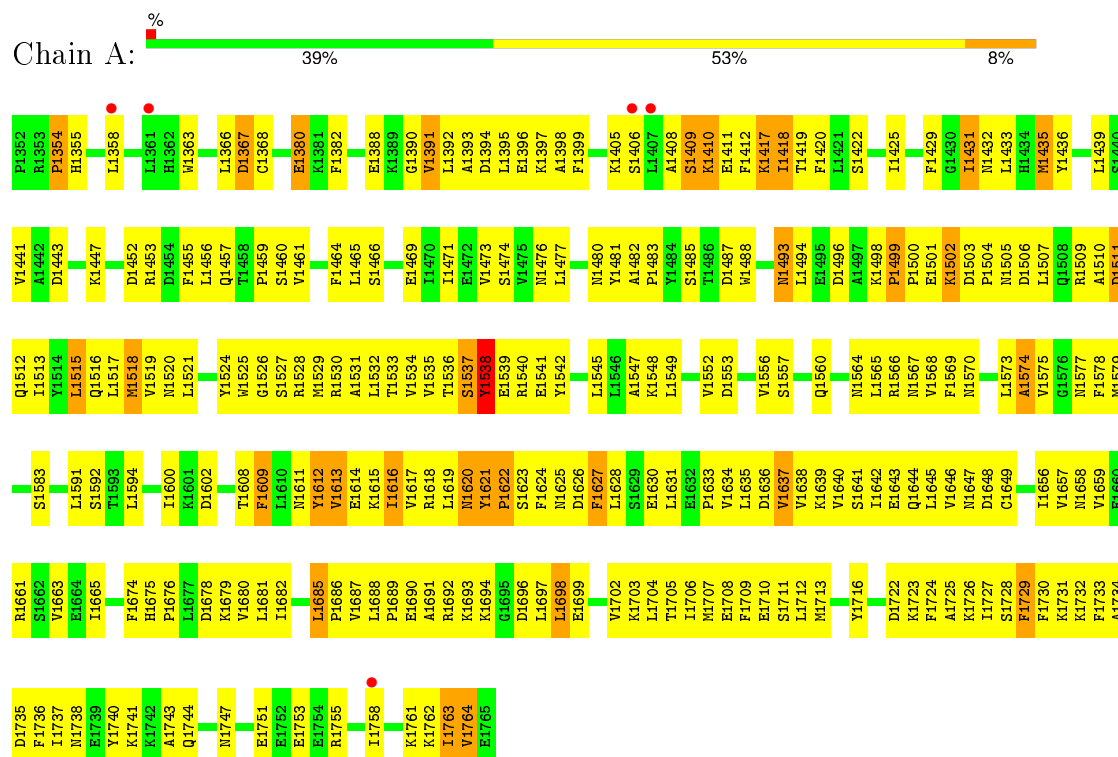 %
Chain A:
39% 53% 8%
P1352 R1353 P1354 H1355 L1358 L1361 H1362 W1363 L1366 D1367 C1368 E1380 K1381 F1382 E1388 K1389 G1390 V1391 L1392 A1393 D1394 L1395 E1396 K1397 A1398 F1399 K1405 S1406 L1407 A1408 S1409 K1410 E1411 F1412 K1417 I1418 T1419 F1420 L1421 S1422 I1425 F1429 G1430 I1431 N1432 L1433 H1434 M1435 Y1436 L1439
V1441 A1442 D1443 K1447 D1452 R1453 D1454 F1455 L1456 Q1457 T1458 P1459 S1460 V1461 F1464 L1465 S1466 E1469 I1470 I1471 E1472 V1473 S1474 V1475 N1476 L1477 N1480 Y1481 A1482 P1483 Y1484 S1485 T1486 D1487 W1488 N1493 L1494 E1495 D1496 A1497 K1498 P1499 P1500 E1501 K1502 D1503 P1504 N1505 D1506 L1507 Q1508 R1509 A1510
Q1512 I1513 Y1514 L1515 Q1516 L1517 M1518 V1519 N1520 L1521 Y1524 W1525 G1526 S1527 R1528 M1529 R1530 A1531 L1532 T1533 V1534 V1535 T1536 S1537 Y1538 E1539 R1540 E1541 Y1542 L1545 L1546 A1547 K1548 L1549 V1552 D1553 V1556 S1557 Q1560 N1564 L1565 R1566 N1567 V1568 F1569 N1570 L1573 A1574 V1575 G1576 N1577 F1578
S1583 L1591 S1592 T1593 L1594 I1600 K1601 D1602 T1608 F1609 L1610 N1611 Y1612 V1613 E1614 K1615 I1616 V1617 R1618 L1619 N1620 Y1621 P1622 S1623 F1624 N1625 D1626 F1627 L1628 S1629 E1630 L1631 E1632 P1633 V1634 L1635 D1636 V1637 V1638 K1639 V1640 S1641 I1642 E1643 Q1644 L1645 V1646 N1647 D1648 C1649 I1656 V1657 N1658 V1659
R1661 S1662 V1663 E1664 I1665 F1674 H1675 P1676 L1677 D1678 K1679 V1680 L1681 I1682 L1685 P1686 V1687 L1688 P1689 E1690 A1691 R1692 K1693 K1694 G1695 D1696 L1697 L1698 E1699 V1702 K1703 L1704 T1705 I1706 M1707 E1708 F1709 E1710 S1711 L1712 M1713 Y1716 D1722 K1723 F1724 A1725 K1726 I1727 S1728 F1729 F1730 K1731 K1732 F1733 A1734
D1735 F1736 I1737 N1738 E1739 Y1740 K1741 K1742 A1743 Q1744 N1747 E1751 E1752 E1753 E1754 R1755 I1758 K1761 K1762 I1763 V1764 E1765